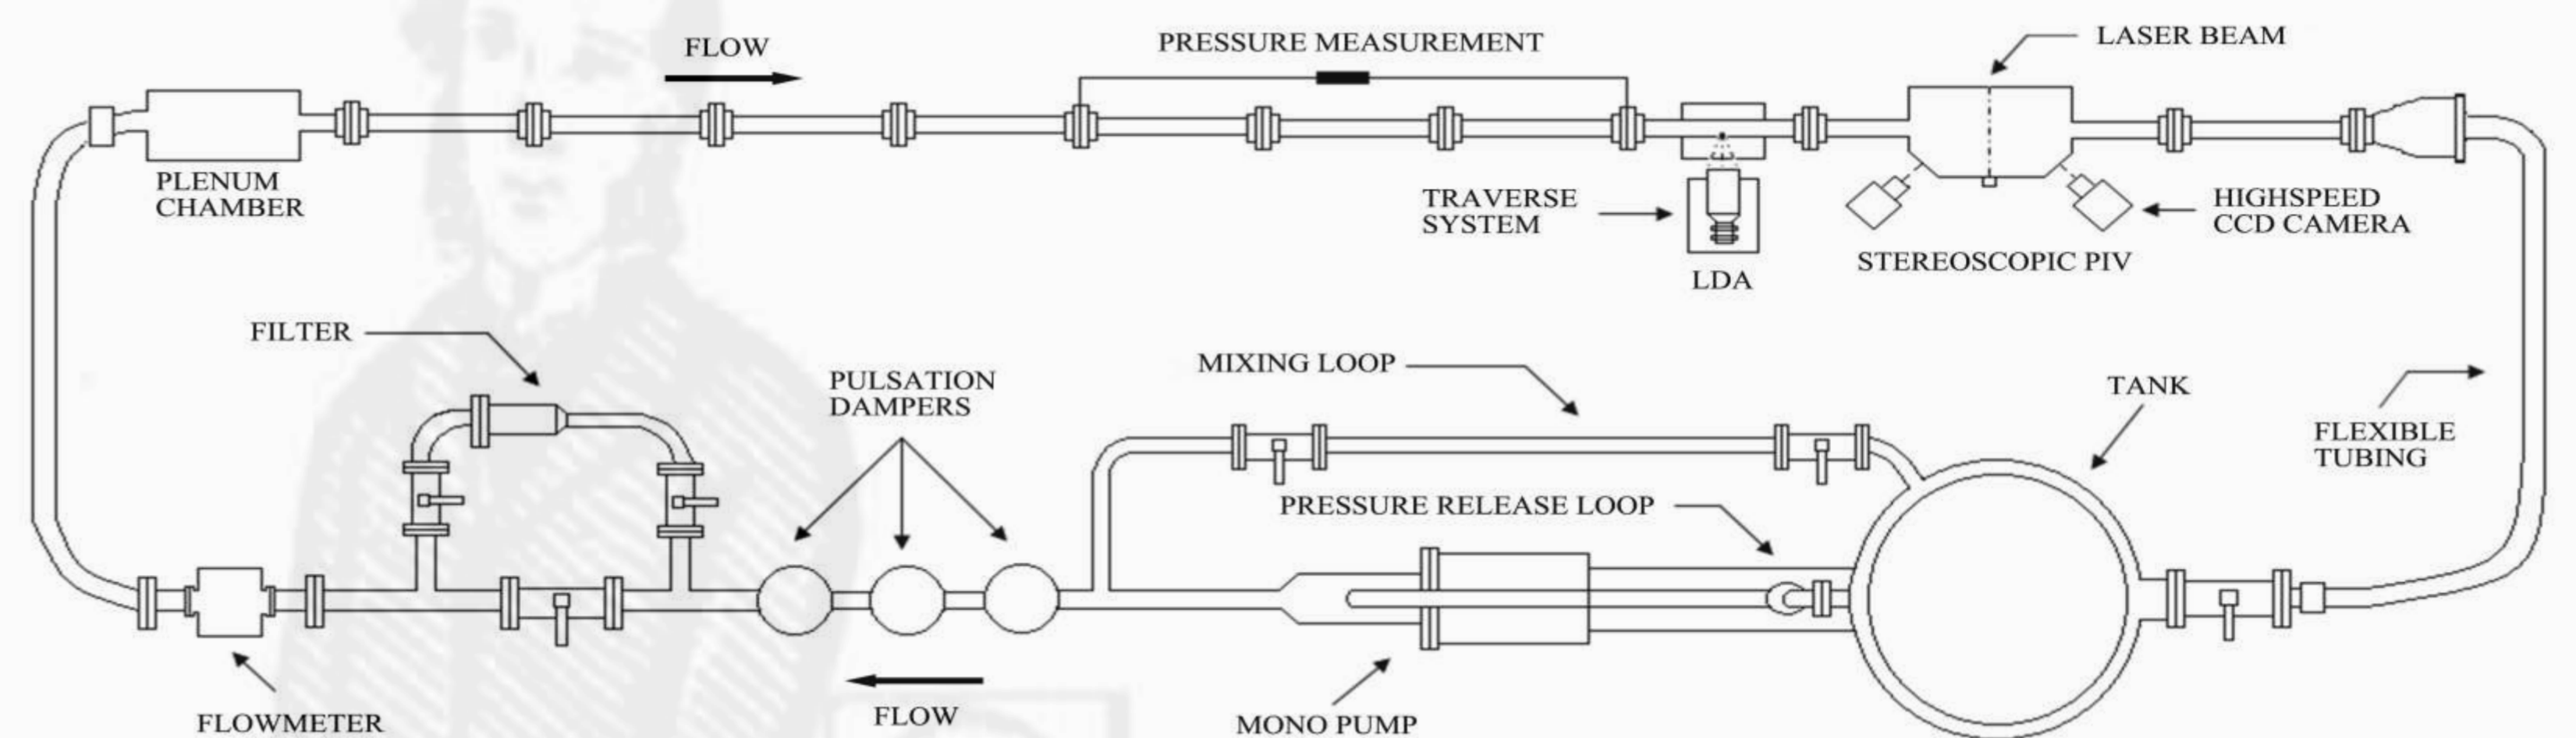 FLOW
PRESSURE MEASUREMENT
LASER BEAM
PLENUM
CHAMBER
TRAVERSE
SYSTEM
LDA
HIGHSPEED
CCD CAMERA
STEREOSCOPIC PIV
FILTER
PULSATION
DAMPERS
MIXING LOOP
TANK
FLEXIBLE
TUBING
PRESSURE RELEASE LOOP
FLOWMETER
FLOW
MONO PUMP